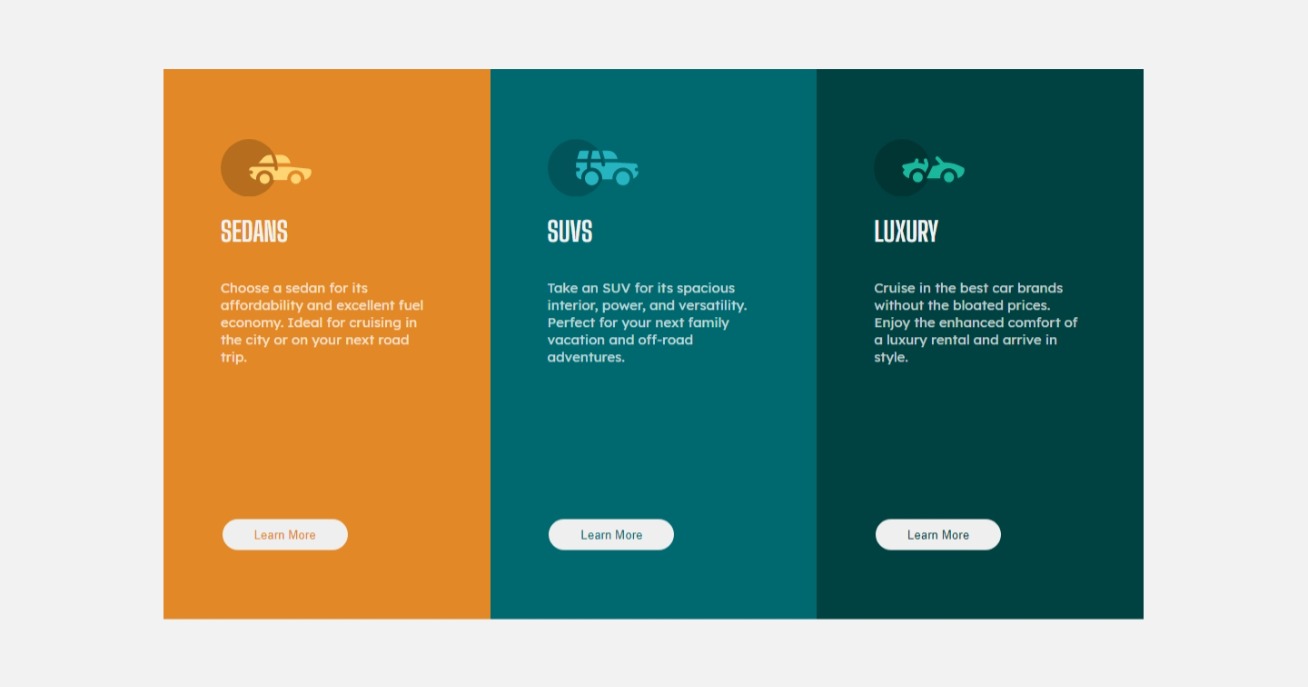 SEDANS
Choose a sedan for its
affordability and excellent fuel
economy. Ideal for cruising in
the city or on your next road
trip.
Learn More
SUVS
Take an SUV for its spacious
interior, power, and versatility.
Perfect for your next family
vacation and off-road
adventures.
Learn More
LUXURY
Cruise in the best car brands
without the bloated prices.
Enjoy the enhanced comfort of
a luxury rental and arrive in
style.
Learn More